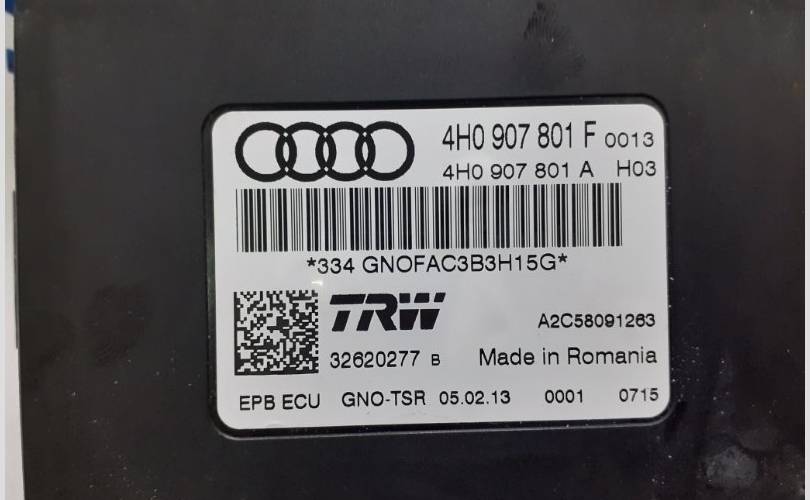 4H0 907 801 F 0013
4H0 907 801 A H03
*334 GNOFAC3B3H15G*
TRW
A2C58091263
32620277 B Made in Romania
EPB ECU GNO-TSR 05.02.13 0001 0715